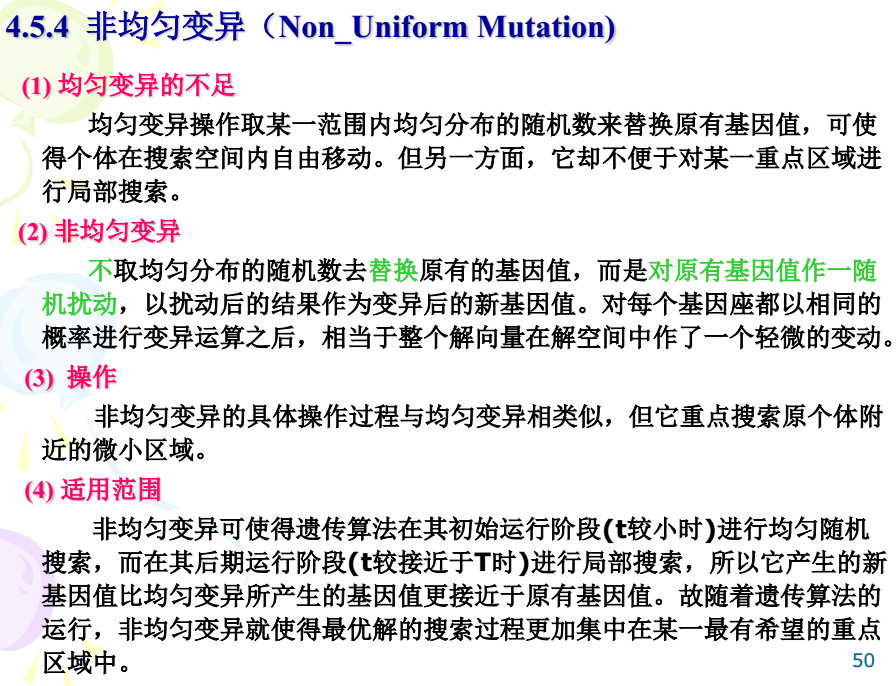 4.5.4 非均匀变异（Non_Uniform Mutation)
(1) 均匀变异的不足
均匀变异操作取某一范围内均匀分布的随机数来替换原有基因值，可使
得个体在搜索空间内自由移动。但另一方面，它却不便于对某一重点区域进
行局部搜索。
(2) 非均匀变异
不取均匀分布的随机数去替换原有的基因值，而是对原有基因值作一随
机扰动，以扰动后的结果作为变异后的新基因值。对每个基因座都以相同的
概率进行变异运算之后，相当于整个解向量在解空间中作了一个轻微的变动。
(3) 操作
非均匀变异的具体操作过程与均匀变异相类似，但它重点搜索原个体附
近的微小区域。
(4) 适用范围
非均匀变异可使得遗传算法在其初始运行阶段(t较小时)进行均匀随机
搜索，而在其后期运行阶段(t较接近于T时)进行局部搜索，所以它产生的新
基因值比均匀变异所产生的基因值更接近于原有基因值。故随着遗传算法的
运行，非均匀变异就使得最优解的搜索过程更加集中在某一最有希望的重点
区域中。
50